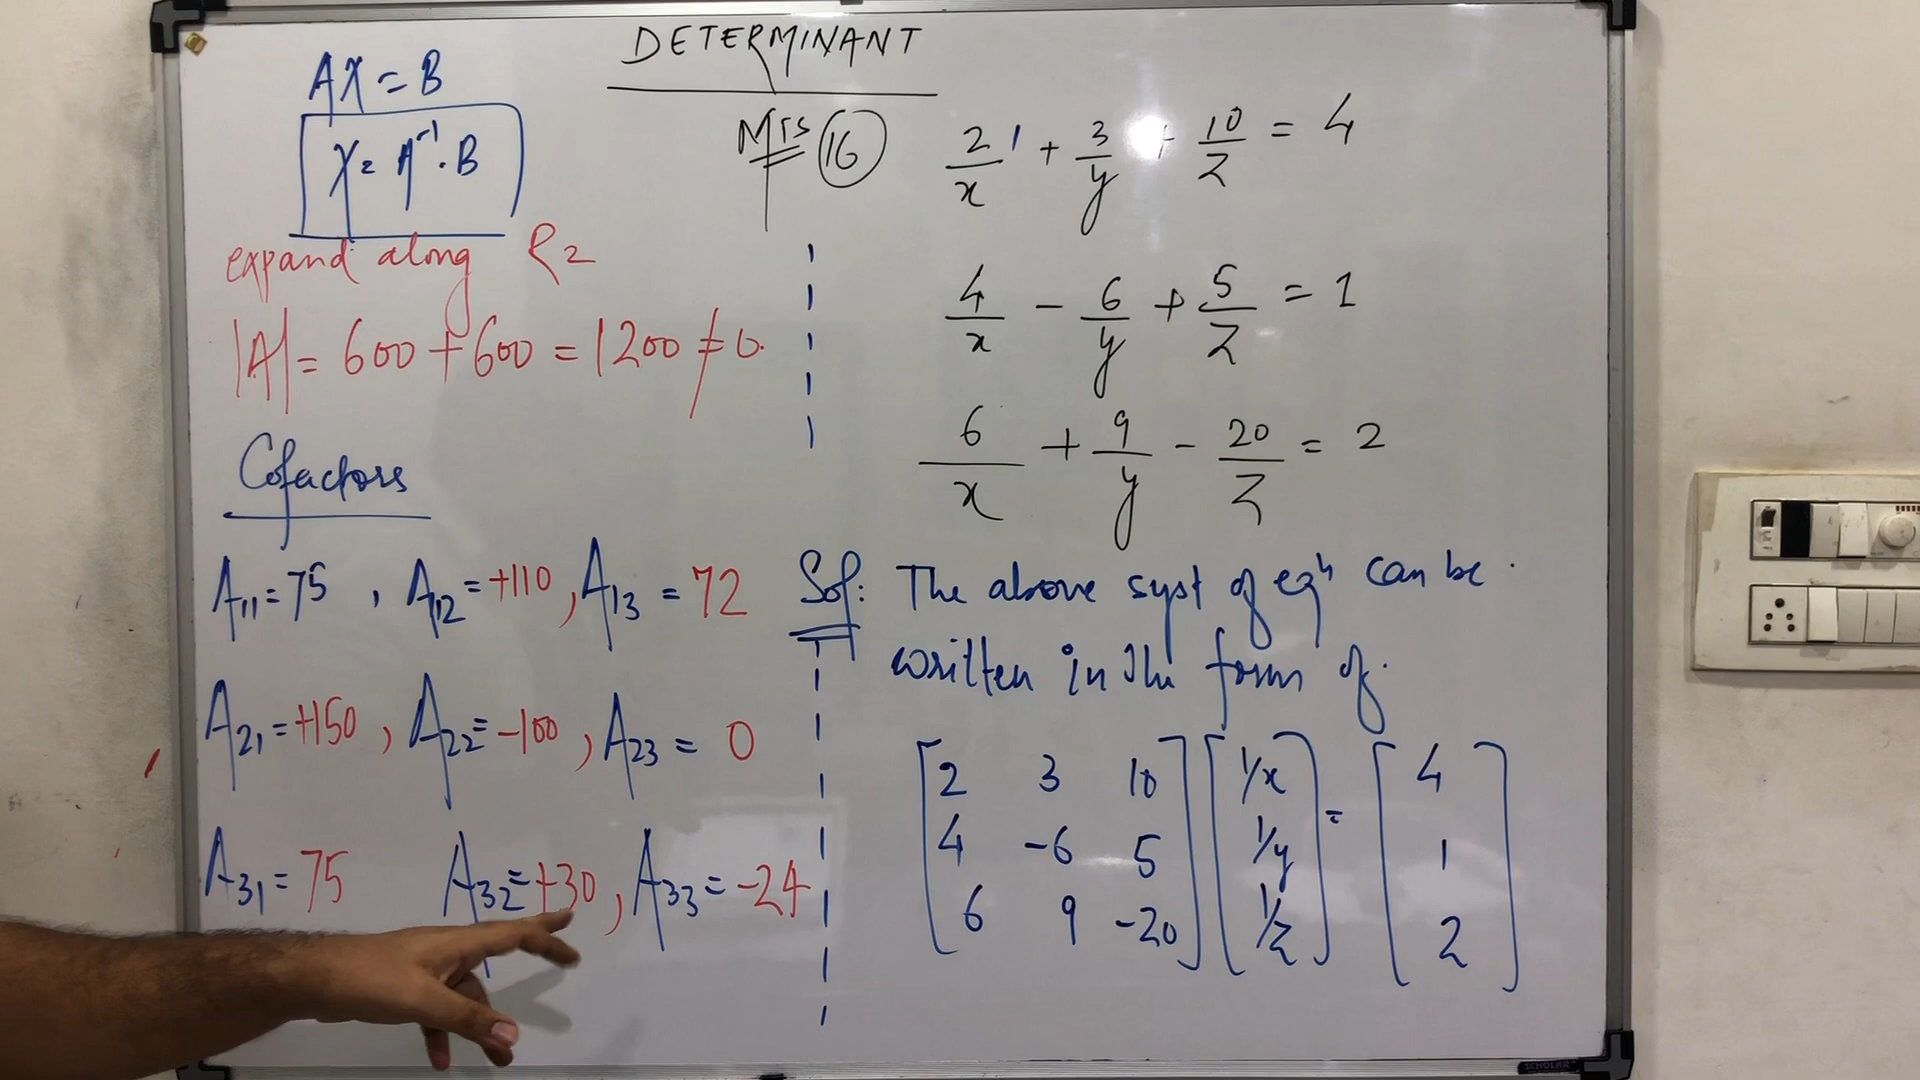 DETERMINANT
AX = B
X = A⁻¹ · B
Mrs 16
2/x + 3/y + 10/z = 4
4/x - 6/y + 5/z = 1
6/x + 9/y - 20/z = 2
expand along R2
|A| = 600 + 600 = 1200 ≠ 0.
Cofactors
A11 = 75 , A12 = +110 , A13 = 72
A21 = +150 , A22 = -100 , A23 = 0
A31 = 75 A32 = +30 , A33 = -24
Sol: The above syst of eqn can be
written in the form of
[2 3 10] [1/x] = [4]
[4 -6 5] [1/y] [1]
[6 9 -20] [1/z] [2]
SCHOLAR